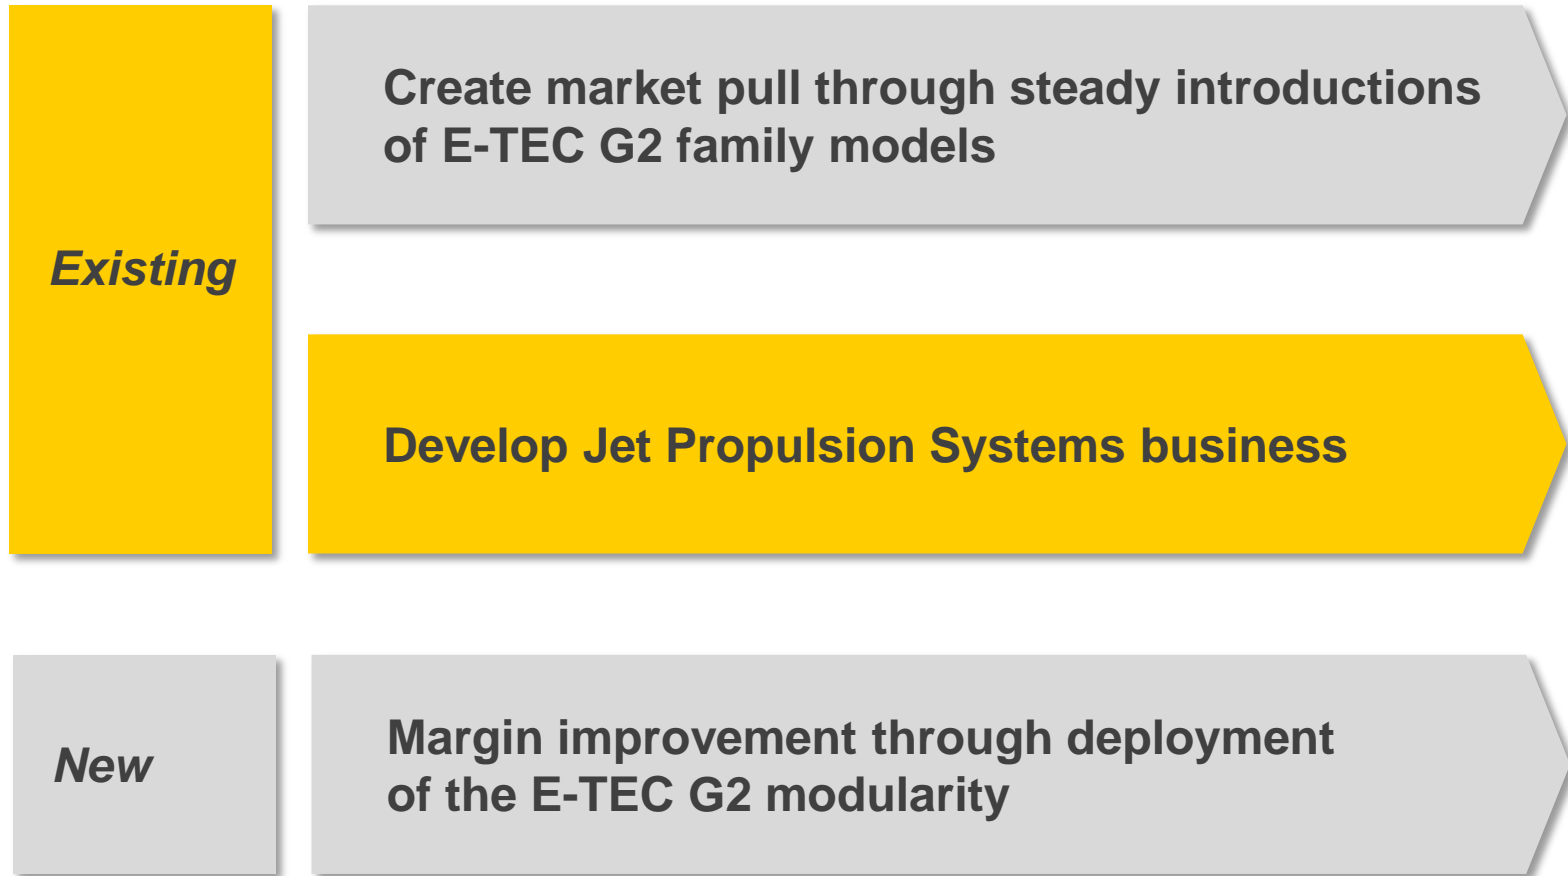 Existing
Create market pull through steady introductions
of E-TEC G2 family models
Develop Jet Propulsion Systems business
New
Margin improvement through deployment
of the E-TEC G2 modularity